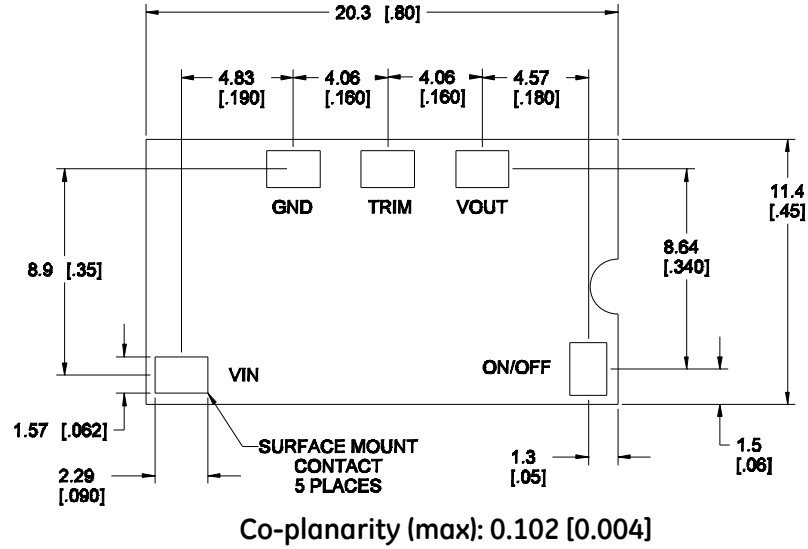 20.3 [.80]
4.83
[.190]
4.06
[.160]
4.06
[.160]
4.57
[.180]
GND
TRIM
VOUT
11.4
[.45]
8.9 [.35]
8.64
[.340]
VIN
ON/OFF
1.57 [.062]
SURFACE MOUNT
CONTACT
5 PLACES
2.29
[.090]
1.3
[.05]
1.5
[.06]
Co-planarity (max): 0.102 [0.004]